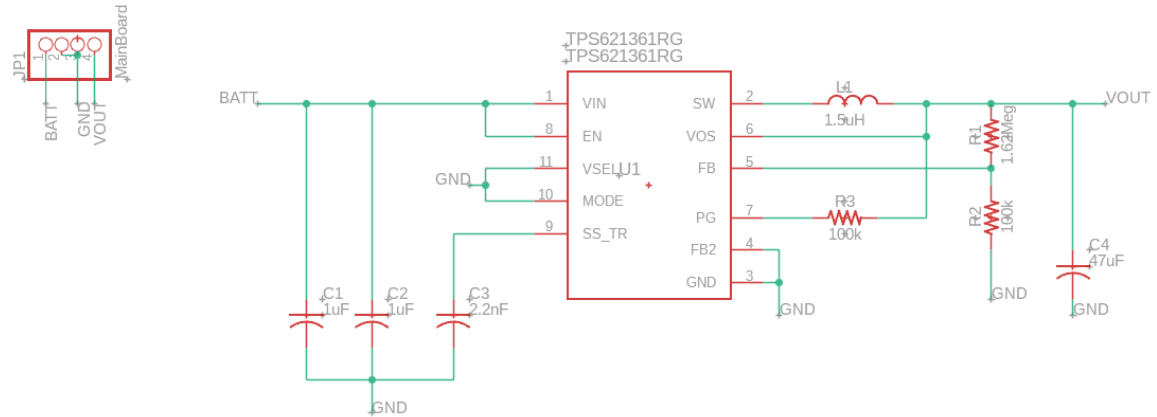 JP1
1
2
3
4
MainBoard
BATT
GND
VOUT
TPS621361RG
TPS621361RG
BATT
1
VIN
8
EN
11
VSEL
GND
10
MODE
9
SS_TR
U1
SW
2
VOS
6
FB
5
PG
7
FB2
4
GND
3
L1
1.5uH
VOUT
R1
1.62Meg
R3
100k
R2
100k
C4
47uF
GND
GND
GND
C1
1uF
C2
1uF
C3
2.2nF
GND